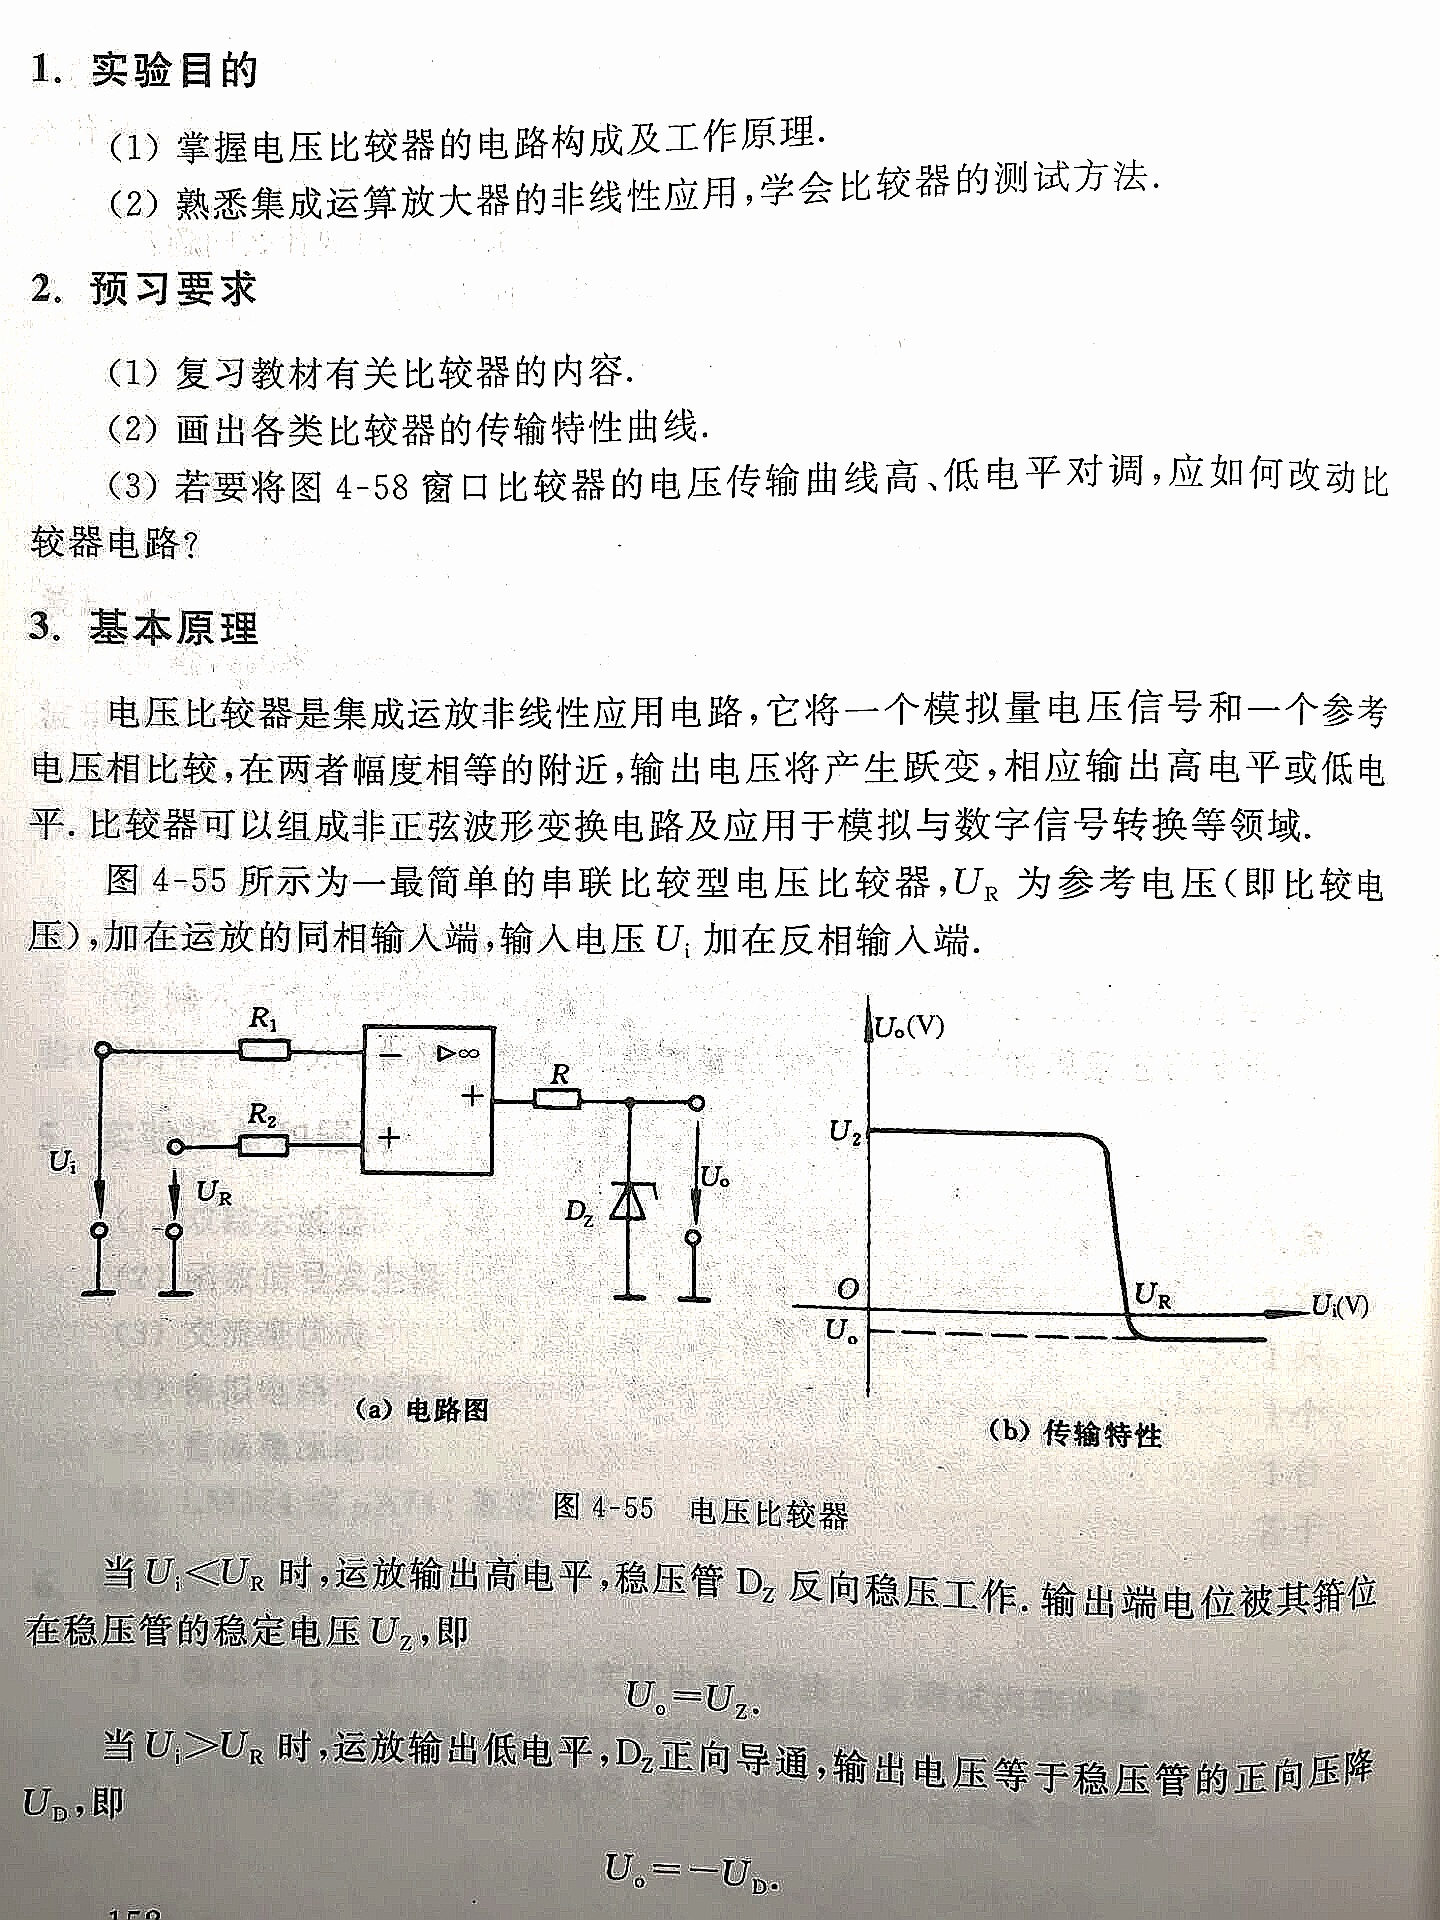 1. 实验目的
(1) 掌握电压比较器的电路构成及工作原理.
(2) 熟悉集成运算放大器的非线性应用,学会比较器的测试方法.
2. 预习要求
(1) 复习教材有关比较器的内容.
(2) 画出各类比较器的传输特性曲线.
(3) 若要将图 4-58 窗口比较器的电压传输曲线高、低电平对调,应如何改动比
较器电路?
3. 基本原理
电压比较器是集成运放非线性应用电路,它将一个模拟量电压信号和一个参考
电压相比较,在两者幅度相等的附近,输出电压将产生跃变,相应输出高电平或低电
平. 比较器可以组成非正弦波形变换电路及应用于模拟与数字信号转换等领域.
图 4-55 所示为一最简单的串联比较型电压比较器,U_R 为参考电压(即比较电
压),加在运放的同相输入端,输入电压 U_i 加在反相输入端.
R_1
− ▷∞
R
+
R_2
+
U_i
U_R
D_Z
U_o
(a) 电路图
U_o(V)
U_2
O
U_R
U_i(V)
U_o
(b) 传输特性
图 4-55 电压比较器
当 U_i<U_R 时,运放输出高电平,稳压管 D_Z 反向稳压工作. 输出端电位被其箝位
在稳压管的稳定电压 U_Z,即
U_o=U_Z.
当 U_i>U_R 时,运放输出低电平,D_Z正向导通,输出电压等于稳压管的正向压降
U_D,即
U_o=−U_D.